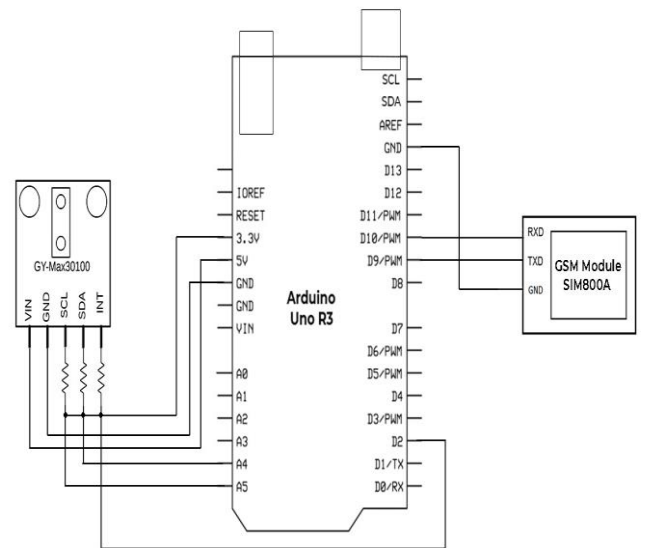 GY-Max30100
VIN
GND
SCL
SDA
INT
IOREF
RESET
3.3V
5V
GND
GND
VIN
A0
A1
A2
A3
A4
A5
Arduino
Uno R3
SCL
SDA
AREF
GND
D13
D12
D11/PWM
D10/PWM
D9/PWM
D8
D7
D6/PWM
D5/PWM
D4
D3/PWM
D2
D1/TX
D0/RX
RXD
TXD
GND
GSM Module
SIM800A